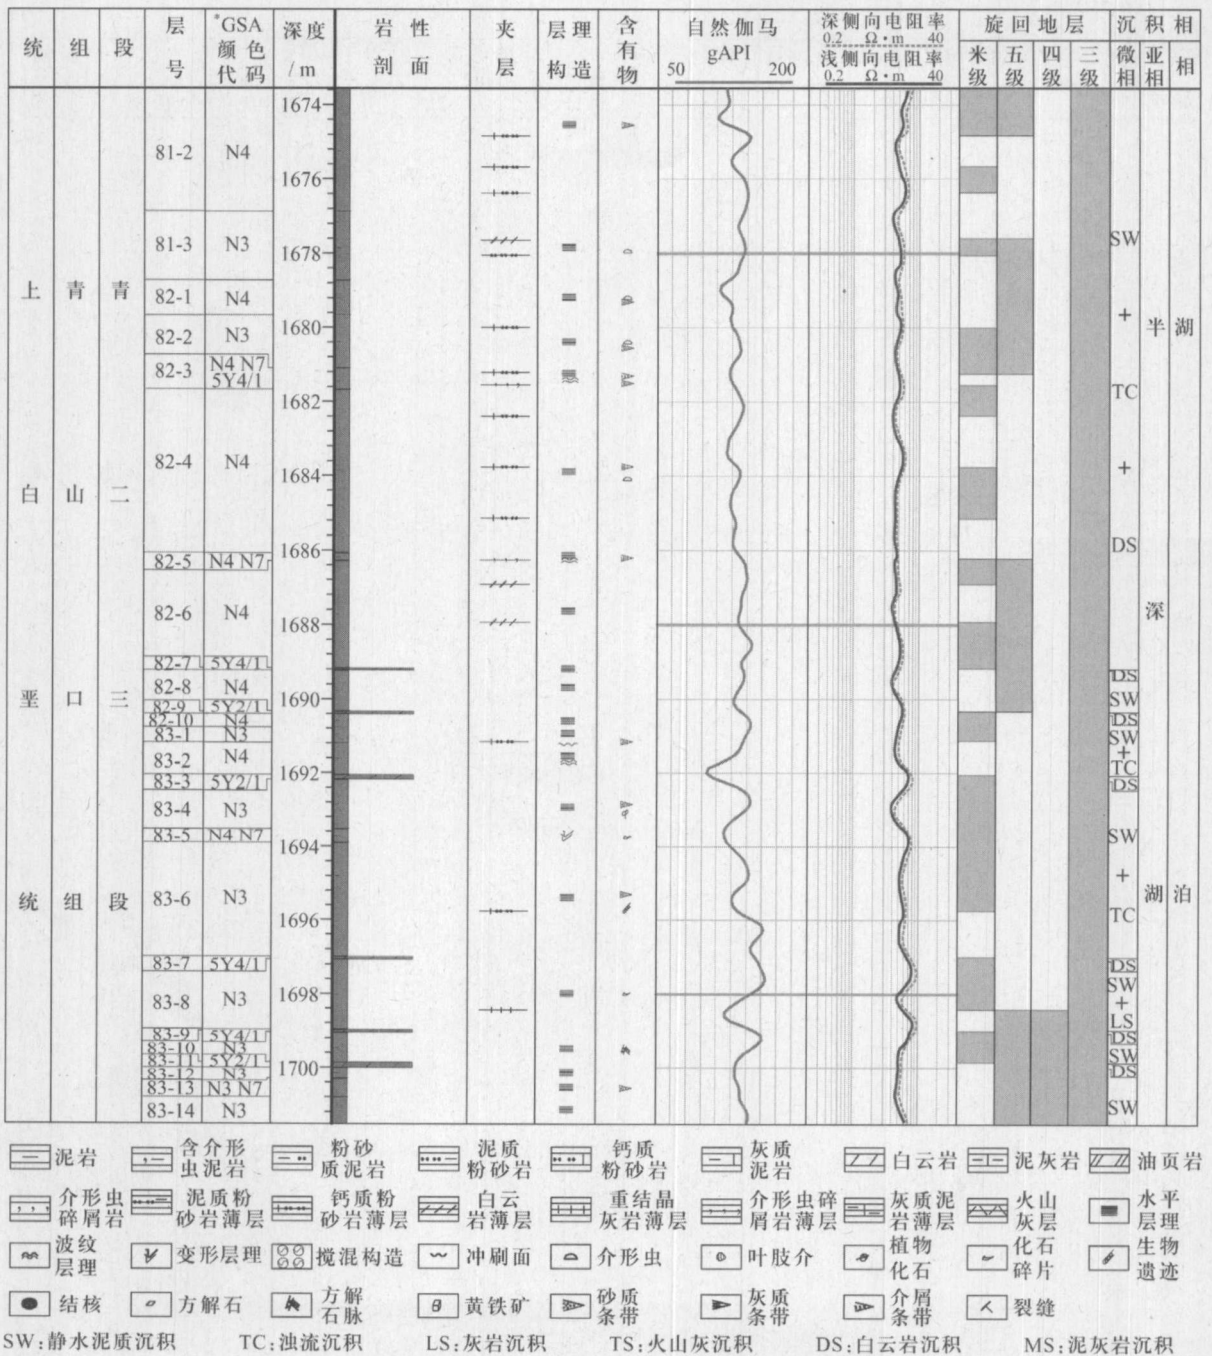 统 组 段 层号 *GSA颜色代码 深度/m 岩性剖面 夹层 层理构造 含有物 自然伽马 gAPI 50 200 深侧向电阻率 0.2 Ω·m 40 浅侧向电阻率 0.2 Ω·m 40 旋回地层 米级 五级 四级 三级 沉积相 微相 亚相 相
上白垩统 青山口组 青二三段
81-2 N4
81-3 N3
82-1 N4
82-2 N3
82-3 N4 N7 5Y4/1
82-4 N4
82-5 N4 N7
82-6 N4
82-7 5Y4/1
82-8 N4
82-9 5Y2/1
82-10 N4
83-1 N3
83-2 N4
83-3 5Y2/1
83-4 N3
83-5 N4 N7
83-6 N3
83-7 5Y4/1
83-8 N3
83-9 5Y4/1
83-10 N3
83-11 5Y2/1
83-12 N3
83-13 N3 N7
83-14 N3
1674
1676
1678
1680
1682
1684
1686
1688
1690
1692
1694
1696
1698
1700
SW
+
TC
+
DS
DS
SW
DS
SW
+
TC
DS
SW
+
TC
DS
SW
+
LS
DS
SW
DS
SW
半深湖
湖泊
泥岩 含介形虫泥岩 粉砂质泥岩 泥质粉砂岩 钙质粉砂岩 灰质泥岩 白云岩 泥灰岩 油页岩
介形虫碎屑岩 泥质粉砂岩薄层 钙质粉砂岩薄层 白云岩薄层 重结晶灰岩薄层 介形虫碎屑岩薄层 灰质泥岩薄层 火山灰层 水平层理
波纹层理 变形层理 搅混构造 冲刷面 介形虫 叶肢介 植物化石 化石碎片 生物遗迹
结核 方解石 方解石脉 黄铁矿 砂质条带 灰质条带 介屑条带 裂缝
SW:静水泥质沉积 TC:浊流沉积 LS:灰岩沉积 TS:火山灰沉积 DS:白云岩沉积 MS:泥灰岩沉积